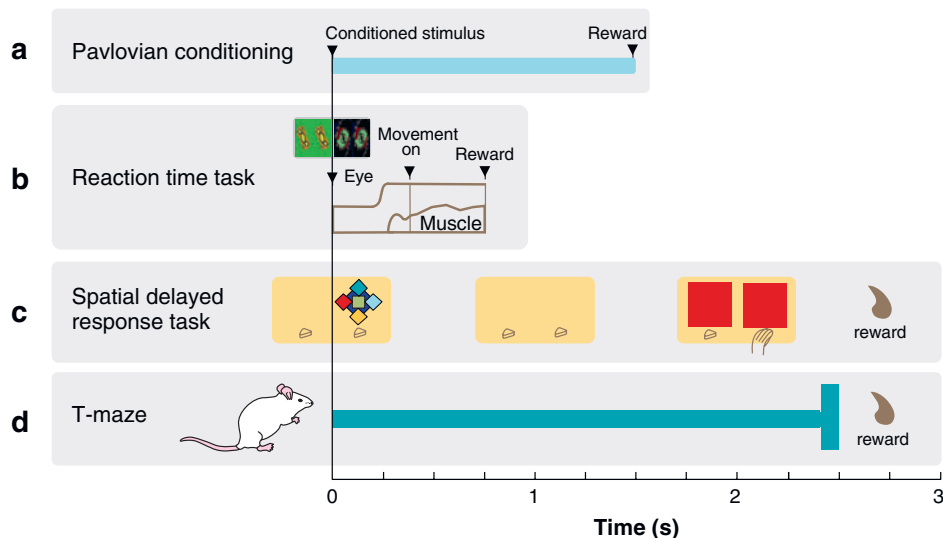 a
Pavlovian conditioning
Conditioned stimulus
Reward
b
Reaction time task
Movement
on
Reward
Eye
Muscle
c
Spatial delayed
response task
reward
d
T-maze
reward
0
1
2
3
Time (s)